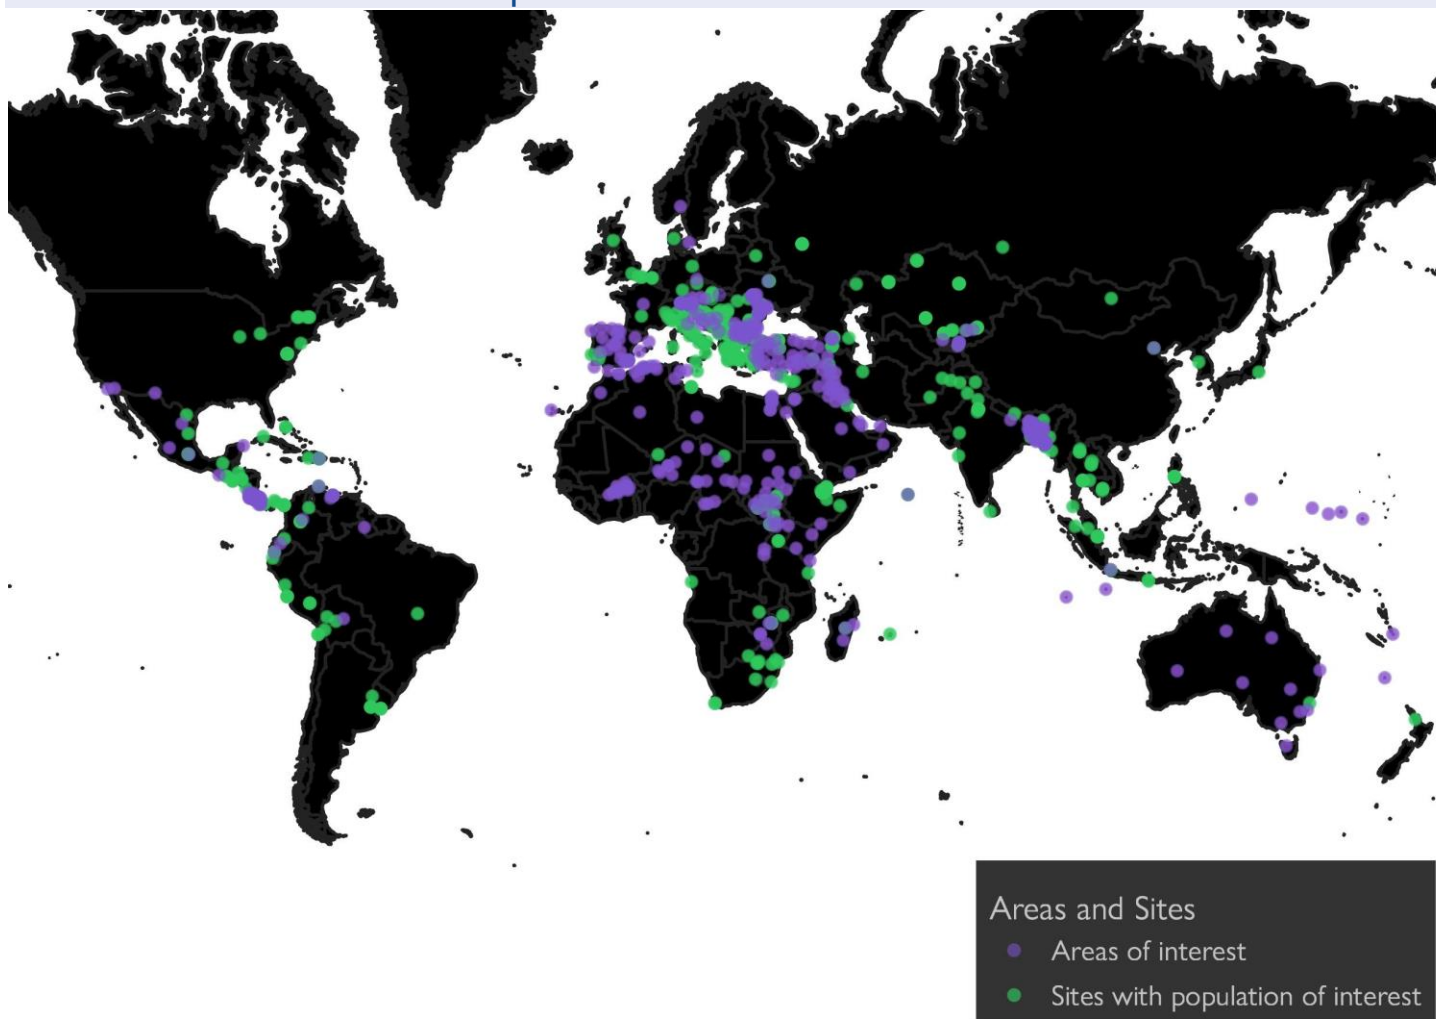 Areas and Sites
Areas of interest
Sites with population of interest